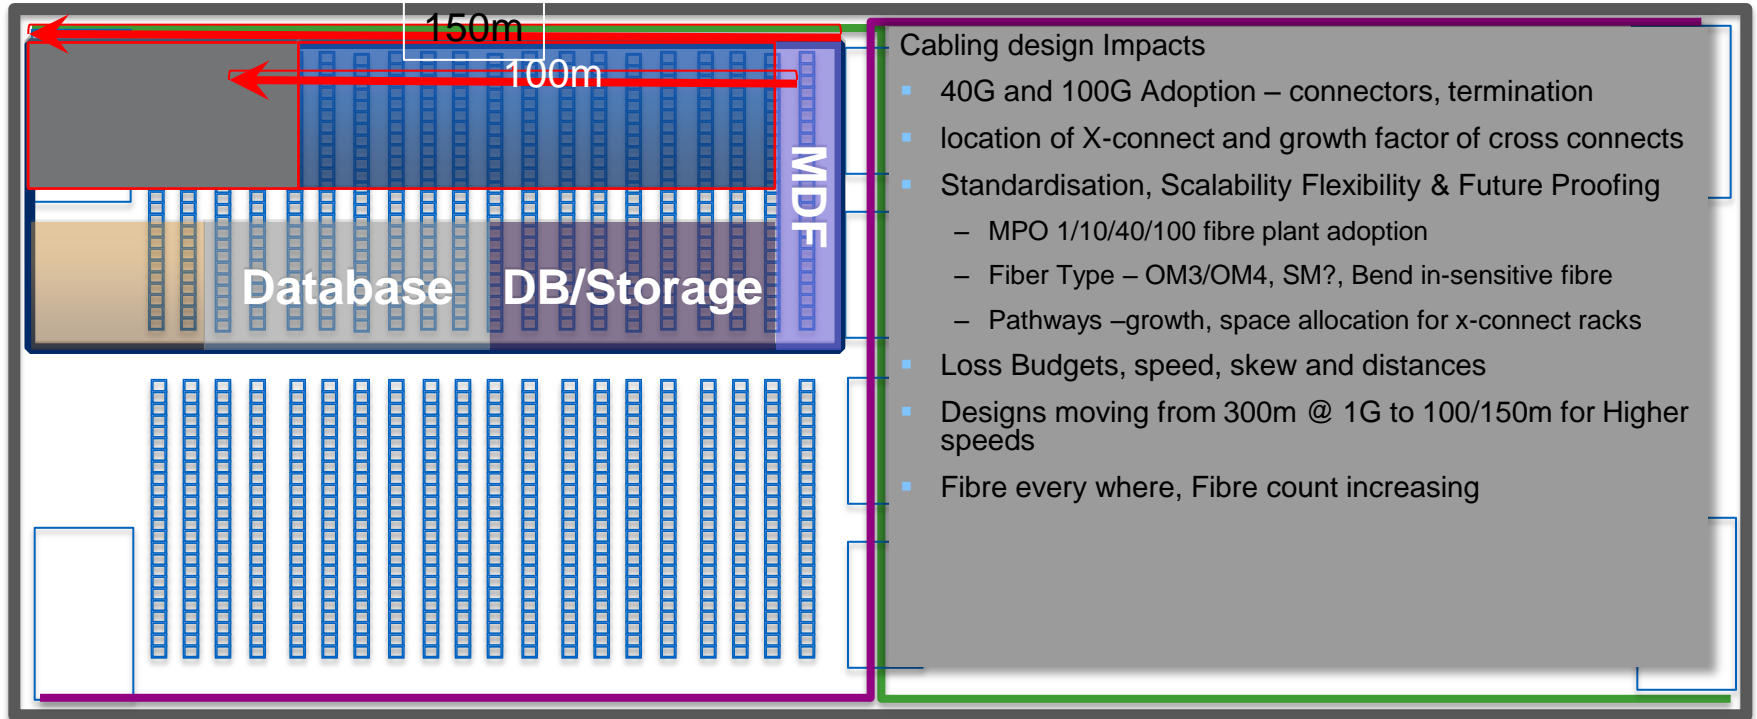 150m
100m
MDF
Database
DB/Storage
Cabling design Impacts
40G and 100G Adoption – connectors, termination
location of X-connect and growth factor of cross connects
Standardisation, Scalability Flexibility & Future Proofing
– MPO 1/10/40/100 fibre plant adoption
– Fiber Type – OM3/OM4, SM?, Bend in-sensitive fibre
– Pathways –growth, space allocation for x-connect racks
Loss Budgets, speed, skew and distances
Designs moving from 300m @ 1G to 100/150m for Higher
speeds
Fibre every where, Fibre count increasing